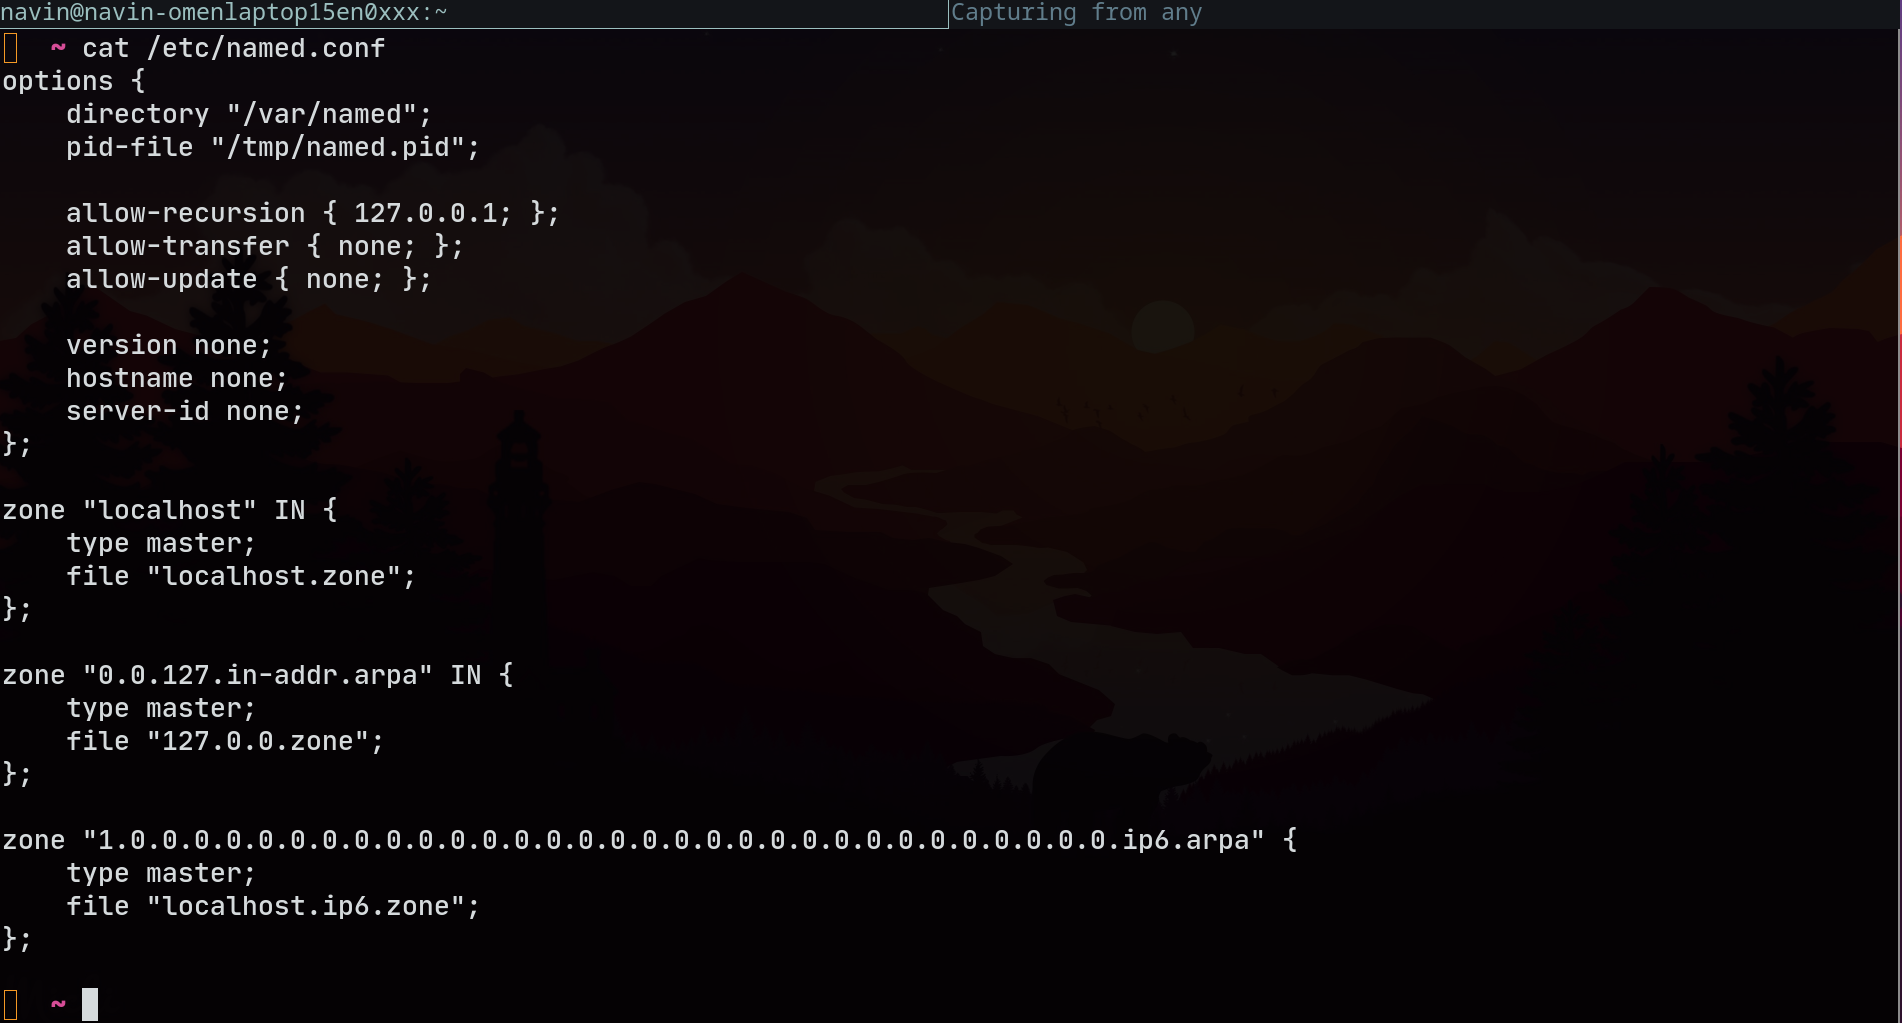 navin@navin-omenlaptop15en0xxx:~
Capturing from any
~ cat /etc/named.conf
options {
    directory "/var/named";
    pid-file "/tmp/named.pid";

    allow-recursion { 127.0.0.1; };
    allow-transfer { none; };
    allow-update { none; };

    version none;
    hostname none;
    server-id none;
};

zone "localhost" IN {
    type master;
    file "localhost.zone";
};

zone "0.0.127.in-addr.arpa" IN {
    type master;
    file "127.0.0.zone";
};

zone "1.0.0.0.0.0.0.0.0.0.0.0.0.0.0.0.0.0.0.0.0.0.0.0.0.0.0.0.0.0.0.0.ip6.arpa" {
    type master;
    file "localhost.ip6.zone";
};

~